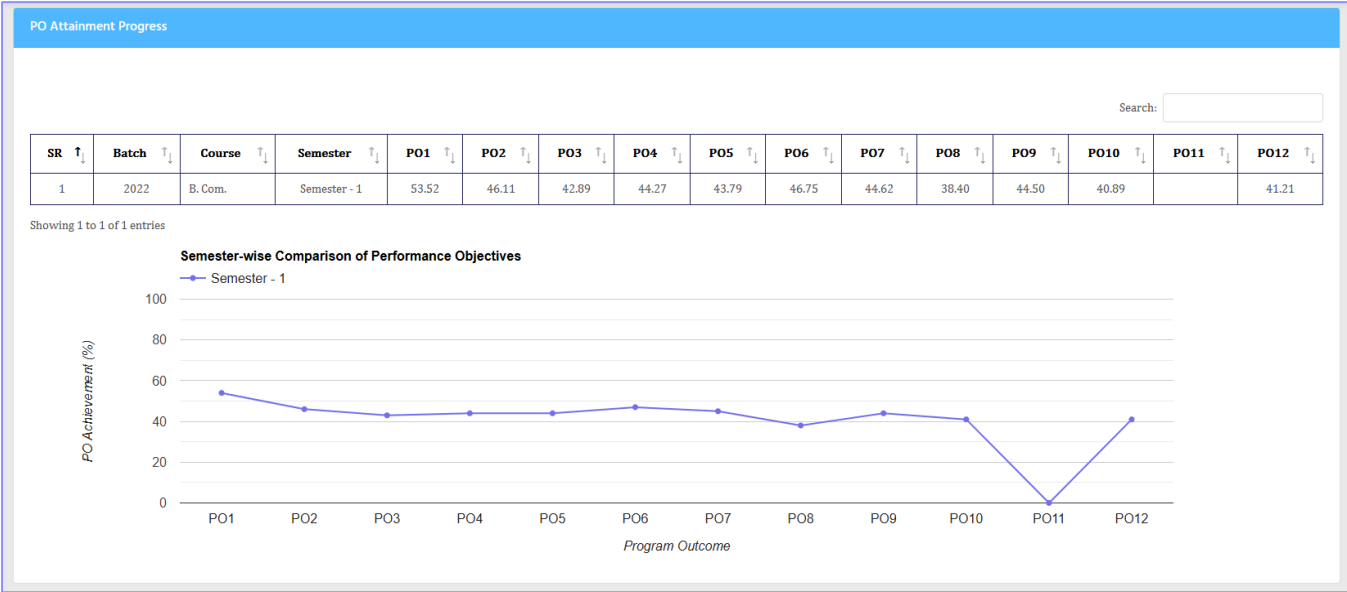 PO Attainment Progress
Search:
SR Batch Course Semester PO1 PO2 PO3 PO4 PO5 PO6 PO7 PO8 PO9 PO10 PO11 PO12
1 2022 B. Com. Semester - 1 53.52 46.11 42.89 44.27 43.79 46.75 44.62 38.40 44.50 40.89 41.21
Showing 1 to 1 of 1 entries
Semester-wise Comparison of Performance Objectives
Semester - 1
100
80
60
40
20
0
PO Achievement (%)
PO1 PO2 PO3 PO4 PO5 PO6 PO7 PO8 PO9 PO10 PO11 PO12
Program Outcome